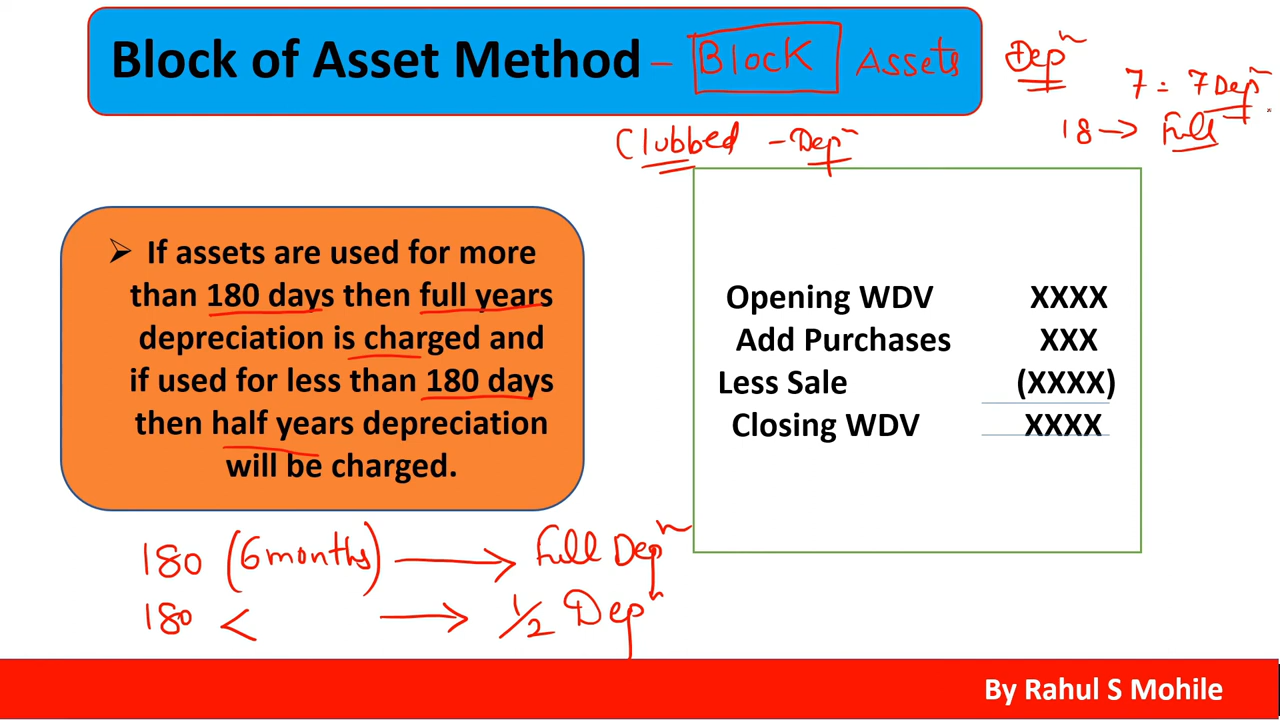 Block of Asset Method - Block Assets Depⁿ
7 = 7 Depⁿ
18 → Full
Clubbed - Depⁿ
➢ If assets are used for more
than 180 days then full years
depreciation is charged and
if used for less than 180 days
then half years depreciation
will be charged.
Opening WDV XXXX
Add Purchases XXX
Less Sale (XXXX)
Closing WDV XXXX
180 (6 months) → Full Depⁿ
180 < → 1/2 Depⁿ
By Rahul S Mohile